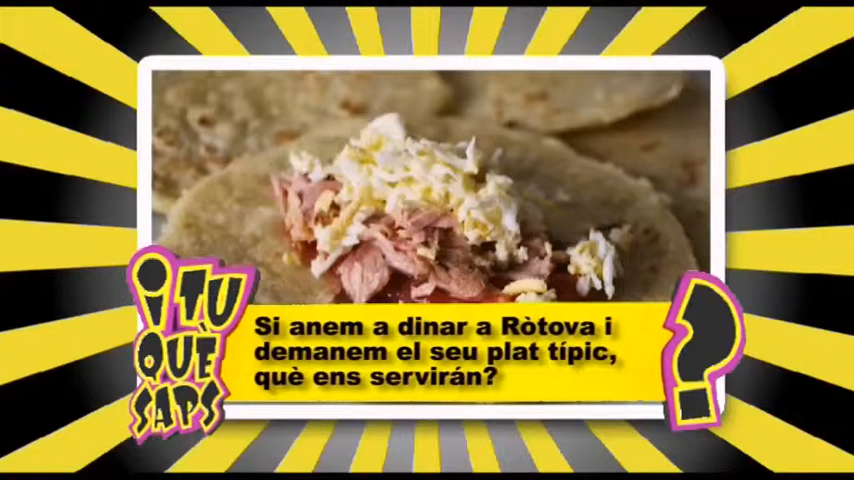 Si anem a dinar a Ròtova i
demanem el seu plat típic,
què ens servirán?
I TU
QUÈ
SAPS
?